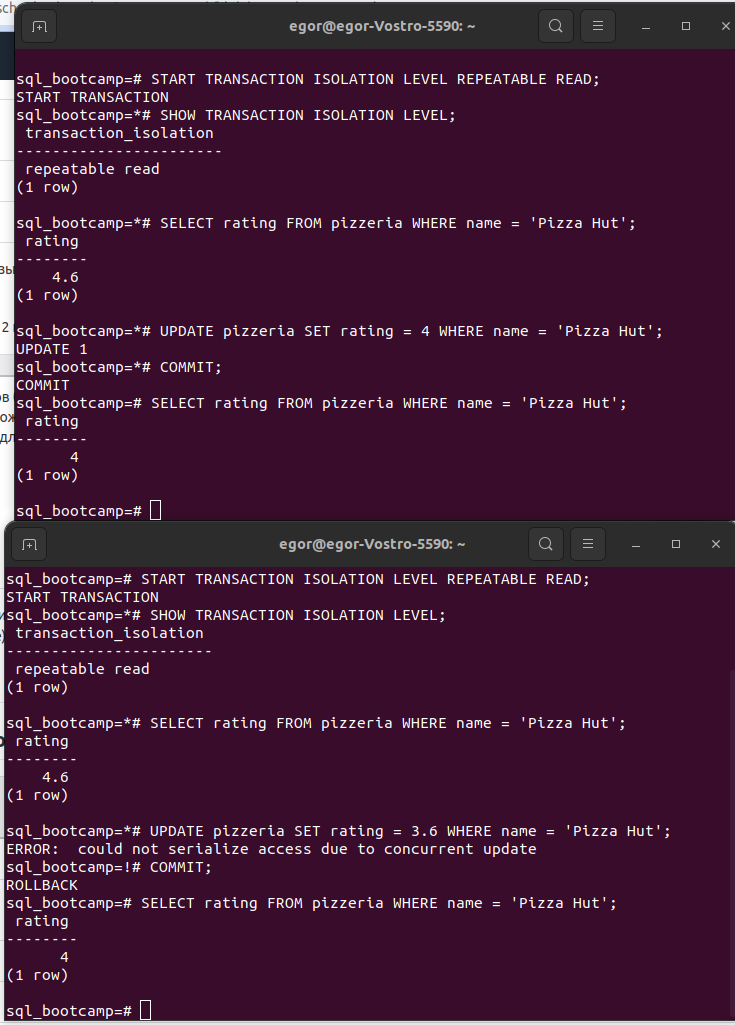 egor@egor-Vostro-5590: ~
sql_bootcamp=# START TRANSACTION ISOLATION LEVEL REPEATABLE READ;
START TRANSACTION
sql_bootcamp=*# SHOW TRANSACTION ISOLATION LEVEL;
 transaction_isolation
-----------------------
 repeatable read
(1 row)
sql_bootcamp=*# SELECT rating FROM pizzeria WHERE name = 'Pizza Hut';
 rating
--------
    4.6
(1 row)
sql_bootcamp=*# UPDATE pizzeria SET rating = 4 WHERE name = 'Pizza Hut';
UPDATE 1
sql_bootcamp=*# COMMIT;
COMMIT
sql_bootcamp=# SELECT rating FROM pizzeria WHERE name = 'Pizza Hut';
 rating
--------
      4
(1 row)
sql_bootcamp=#
egor@egor-Vostro-5590: ~
sql_bootcamp=# START TRANSACTION ISOLATION LEVEL REPEATABLE READ;
START TRANSACTION
sql_bootcamp=*# SHOW TRANSACTION ISOLATION LEVEL;
 transaction_isolation
-----------------------
 repeatable read
(1 row)
sql_bootcamp=*# SELECT rating FROM pizzeria WHERE name = 'Pizza Hut';
 rating
--------
    4.6
(1 row)
sql_bootcamp=*# UPDATE pizzeria SET rating = 3.6 WHERE name = 'Pizza Hut';
ERROR:  could not serialize access due to concurrent update
sql_bootcamp=!# COMMIT;
ROLLBACK
sql_bootcamp=# SELECT rating FROM pizzeria WHERE name = 'Pizza Hut';
 rating
--------
      4
(1 row)
sql_bootcamp=#